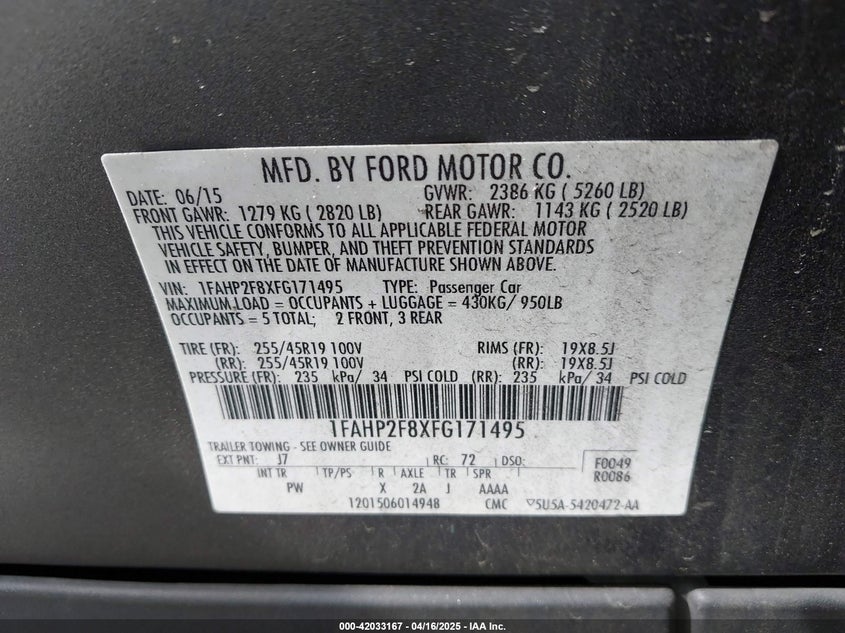 MFD. BY FORD MOTOR CO.
DATE: 06/15 GVWR: 2386 KG ( 5260 LB)
FRONT GAWR: 1279 KG ( 2820 LB) REAR GAWR: 1143 KG ( 2520 LB)
THIS VEHICLE CONFORMS TO ALL APPLICABLE FEDERAL MOTOR
VEHICLE SAFETY, BUMPER, AND THEFT PREVENTION STANDARDS
IN EFFECT ON THE DATE OF MANUFACTURE SHOWN ABOVE.
VIN: 1FAHP2F8XFG171495 TYPE: Passenger Car
MAXIMUM LOAD = OCCUPANTS + LUGGAGE = 430KG/ 950LB
OCCUPANTS = 5 TOTAL; 2 FRONT, 3 REAR
TIRE (FR): 255/45R19 100V RIMS (FR): 19X8.5J
(RR): 255/45R19 100V (RR): 19X8.5J
PRESSURE (FR): 235 kPa/ 34 PSI COLD (RR): 235 kPa/ 34 PSI COLD
1FAHP2F8XFG171495
TRAILER TOWING - SEE OWNER GUIDE
EXT PNT: J7 RC: 72 DSO: F0049
INT TR TP/PS R AXLE TR SPR R0086
PW X 2A J AAAA
1201506014948 CMC ▽5U5A-5420472-AA
000-42033167 - 04/16/2025 - IAA Inc.